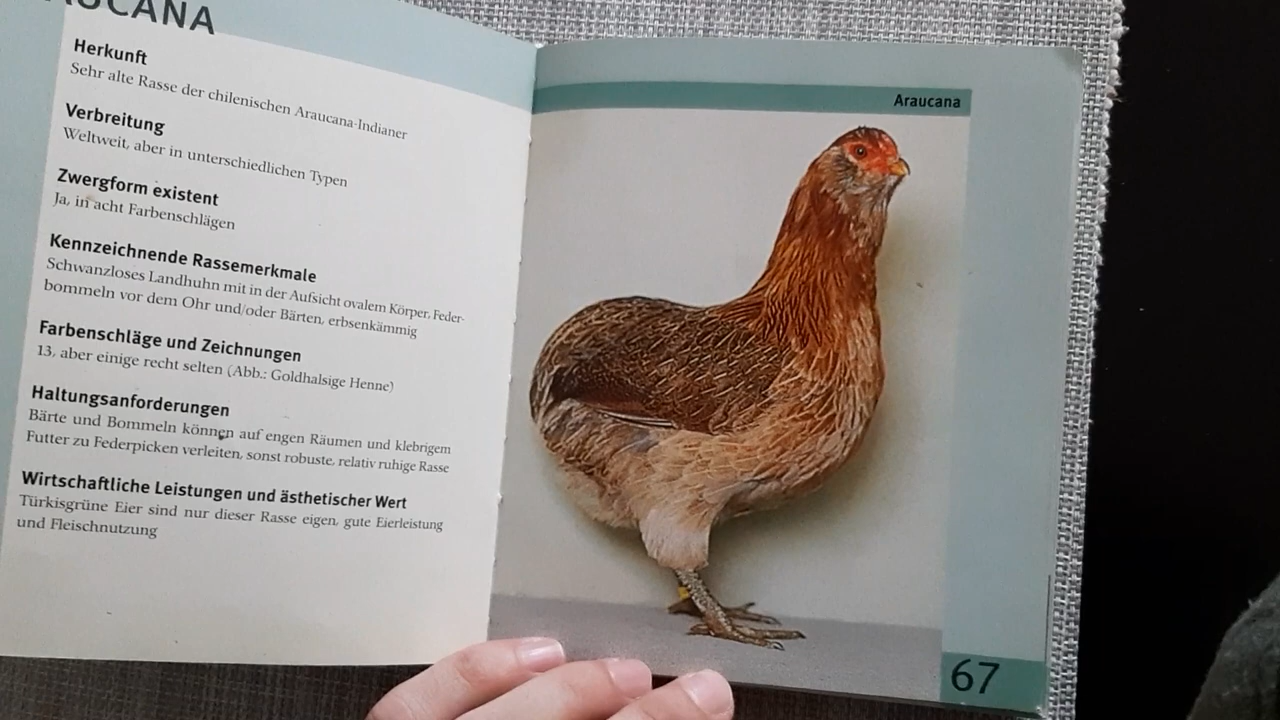 AUCANA
Herkunft
Sehr alte Rasse der chilenischen Araucana-Indianer
Verbreitung
Weltweit, aber in unterschiedlichen Typen
Zwergform existent
Ja, in acht Farbenschlägen
Kennzeichnende Rassemerkmale
Schwanzloses Landhuhn mit in der Aufsicht ovalem Körper, Feder-
bommeln vor dem Ohr und/oder Bärten, erbsenkämmig
Farbenschläge und Zeichnungen
13, aber einige recht selten (Abb.: Goldhalsige Henne)
Haltungsanforderungen
Bärte und Bommeln können auf engen Räumen und klebrigem
Futter zu Federpicken verleiten, sonst robuste, relativ ruhige Rasse
Wirtschaftliche Leistungen und ästhetischer Wert
Türkisgrüne Eier sind nur dieser Rasse eigen, gute Eierleistung
und Fleischnutzung
Araucana
67